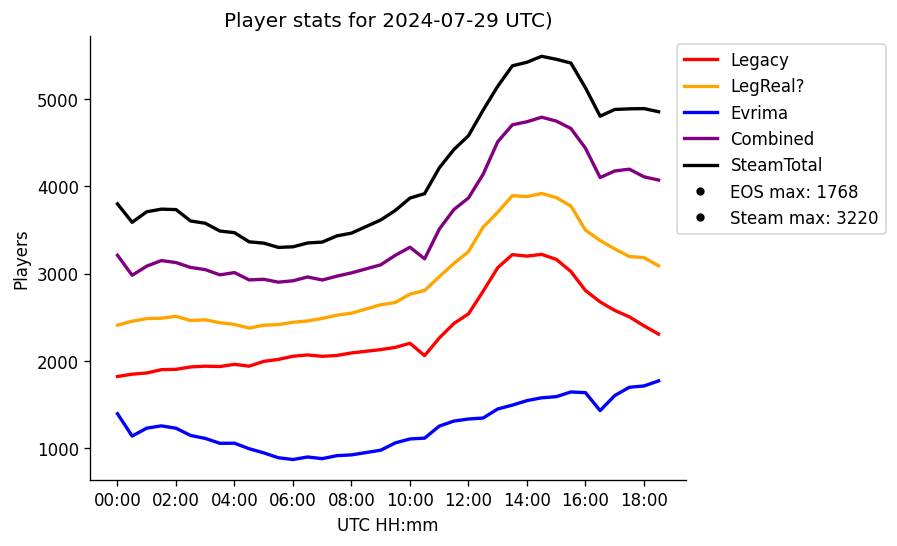 Player stats for 2024-07-29 UTC)
Players
5000
4000
3000
2000
1000
00:00 02:00 04:00 06:00 08:00 10:00 12:00 14:00 16:00 18:00
UTC HH:mm
Legacy
LegReal?
Evrima
Combined
SteamTotal
EOS max: 1768
Steam max: 3220